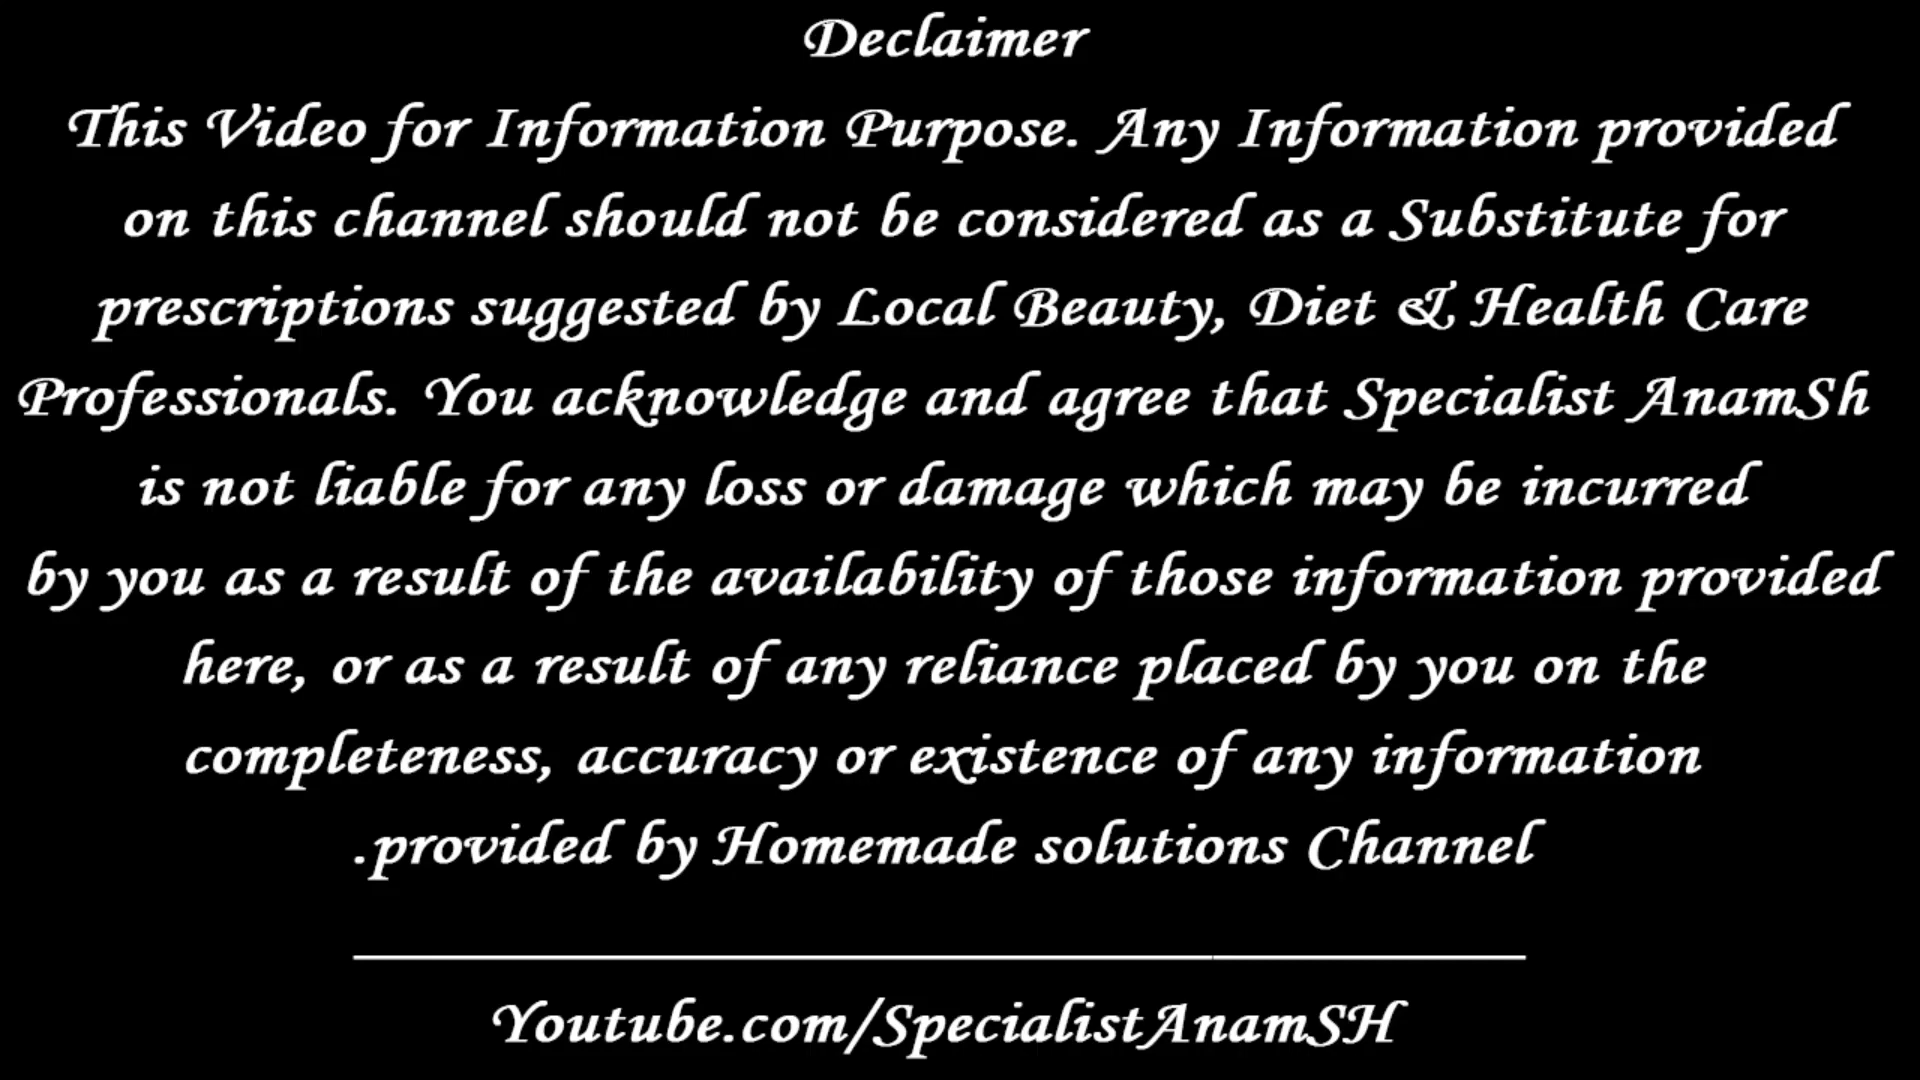 Declaimer
This Video for Information Purpose. Any Information provided
on this channel should not be considered as a Substitute for
prescriptions suggested by Local Beauty, Diet & Health Care
Professionals. You acknowledge and agree that Specialist AnamSh
is not liable for any loss or damage which may be incurred
by you as a result of the availability of those information provided
here, or as a result of any reliance placed by you on the
completeness, accuracy or existence of any information
.provided by Homemade solutions Channel
Youtube.com/SpecialistAnamSH